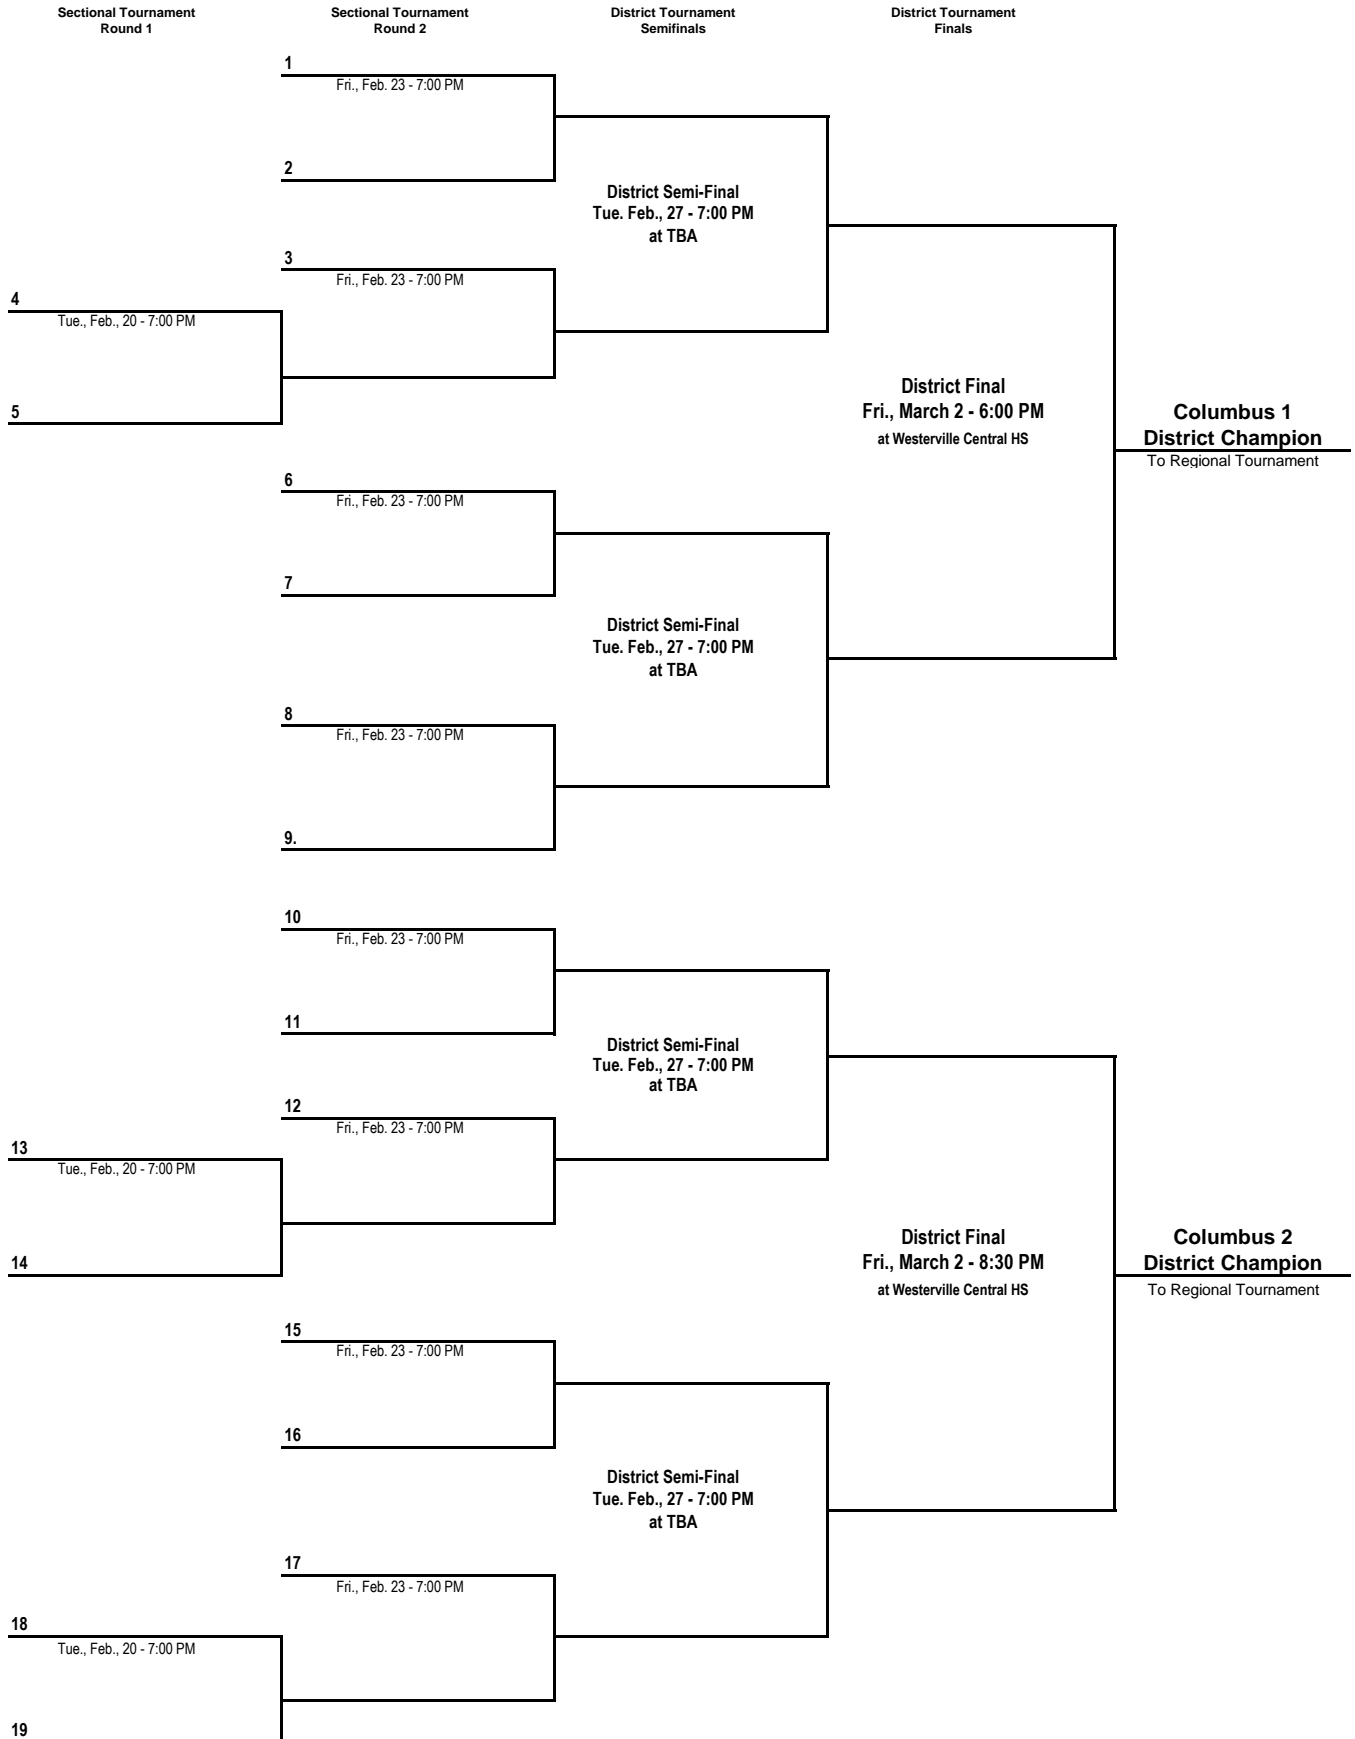 Sectional Tournament
Round 1
Sectional Tournament
Round 2
District Tournament
Semifinals
District Tournament
Finals
1
Fri., Feb. 23 - 7:00 PM
2
District Semi-Final
Tue. Feb., 27 - 7:00 PM
at TBA
3
Fri., Feb. 23 - 7:00 PM
4
Tue., Feb., 20 - 7:00 PM
5
District Final
Fri., March 2 - 6:00 PM
at Westerville Central HS
Columbus 1
District Champion
To Regional Tournament
6
Fri., Feb. 23 - 7:00 PM
7
District Semi-Final
Tue. Feb., 27 - 7:00 PM
at TBA
8
Fri., Feb. 23 - 7:00 PM
9.
10
Fri., Feb. 23 - 7:00 PM
11
District Semi-Final
Tue. Feb., 27 - 7:00 PM
at TBA
12
Fri., Feb. 23 - 7:00 PM
13
Tue., Feb., 20 - 7:00 PM
14
District Final
Fri., March 2 - 8:30 PM
at Westerville Central HS
Columbus 2
District Champion
To Regional Tournament
15
Fri., Feb. 23 - 7:00 PM
16
District Semi-Final
Tue. Feb., 27 - 7:00 PM
at TBA
17
Fri., Feb. 23 - 7:00 PM
18
Tue., Feb., 20 - 7:00 PM
19